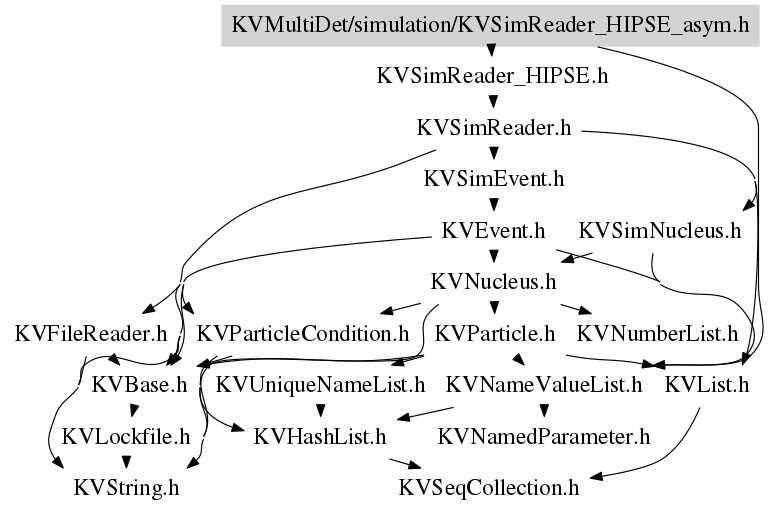 KVMultiDet/simulation/KVSimReader_HIPSE_asym.h
KVSimReader_HIPSE.h
KVSimReader.h
KVSimEvent.h
KVEvent.h
KVSimNucleus.h
KVNucleus.h
KVFileReader.h
KVParticleCondition.h
KVParticle.h
KVNumberList.h
KVBase.h
KVUniqueNameList.h
KVNameValueList.h
KVList.h
KVLockfile.h
KVHashList.h
KVNamedParameter.h
KVString.h
KVSeqCollection.h